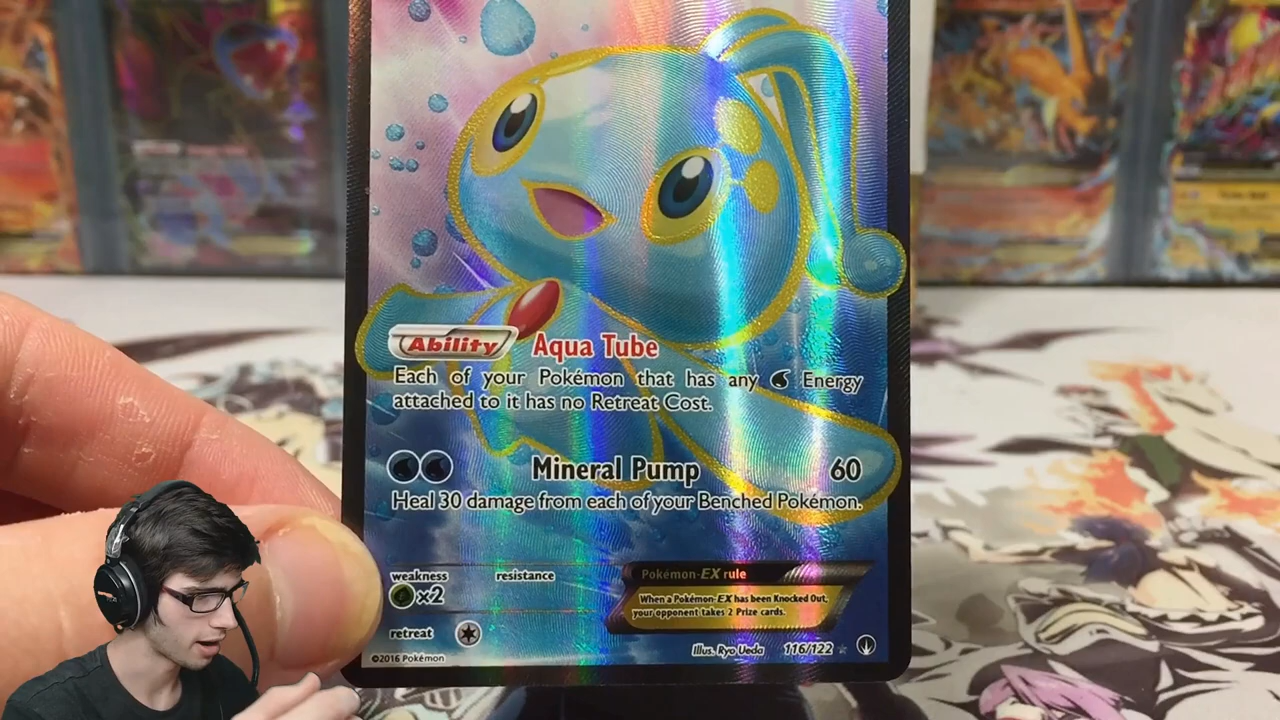 Ability Aqua Tube
Each of your Pokémon that has any Energy
attached to it has no Retreat Cost.
Mineral Pump 60
Heal 30 damage from each of your Benched Pokémon.
weakness resistance
x2
Pokémon-EX rule
When a Pokémon-EX has been Knocked Out,
your opponent takes 2 Prize cards.
retreat
Illus. Ryo Ueda 116/122
©2016 Pokémon